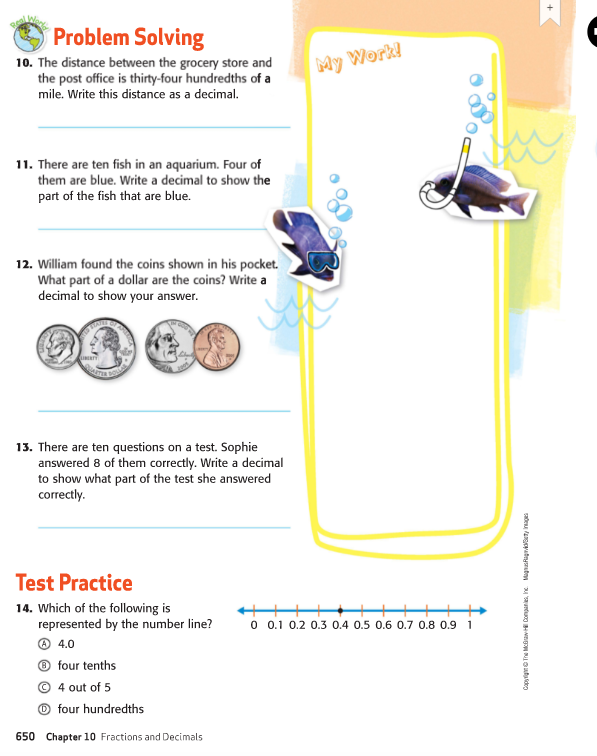 Real World
Problem Solving
My Work!
10. The distance between the grocery store and
the post office is thirty-four hundredths of a
mile. Write this distance as a decimal.
11. There are ten fish in an aquarium. Four of
them are blue. Write a decimal to show the
part of the fish that are blue.
12. William found the coins shown in his pocket.
What part of a dollar are the coins? Write a
decimal to show your answer.
13. There are ten questions on a test. Sophie
answered 8 of them correctly. Write a decimal
to show what part of the test she answered
correctly.
Test Practice
14. Which of the following is
represented by the number line?
0 0.1 0.2 0.3 0.4 0.5 0.6 0.7 0.8 0.9 1
A 4.0
B four tenths
C 4 out of 5
D four hundredths
650 Chapter 10 Fractions and Decimals
Copyright © The McGraw-Hill Companies, Inc.